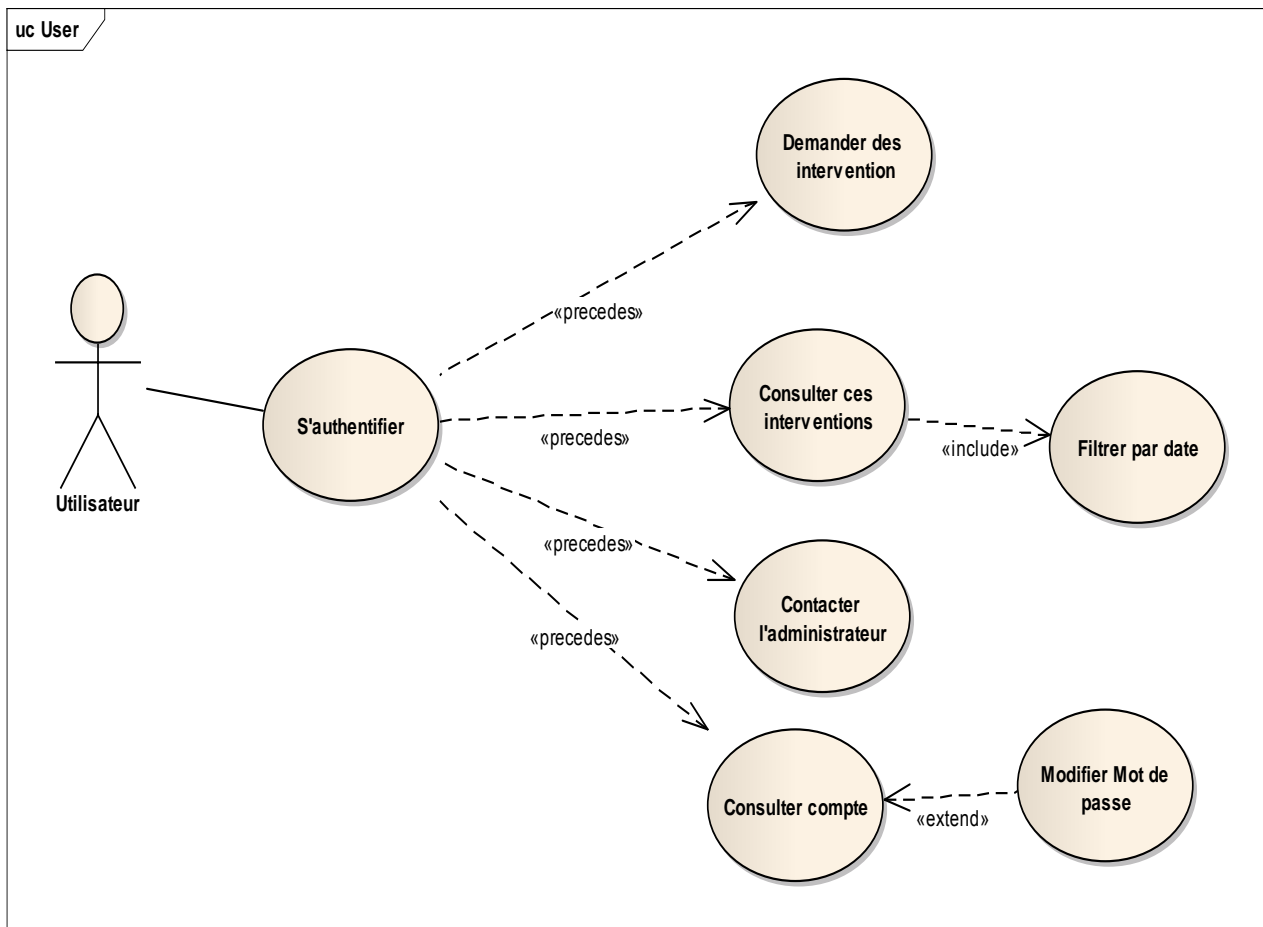 uc User
Demander des
intervention
«precedes»
Utilisateur
S'authentifier
Consulter ces
interventions
«precedes»
«include»
Filtrer par date
«precedes»
Contacter
l'administrateur
«precedes»
Consulter compte
«extend»
Modifier Mot de
passe